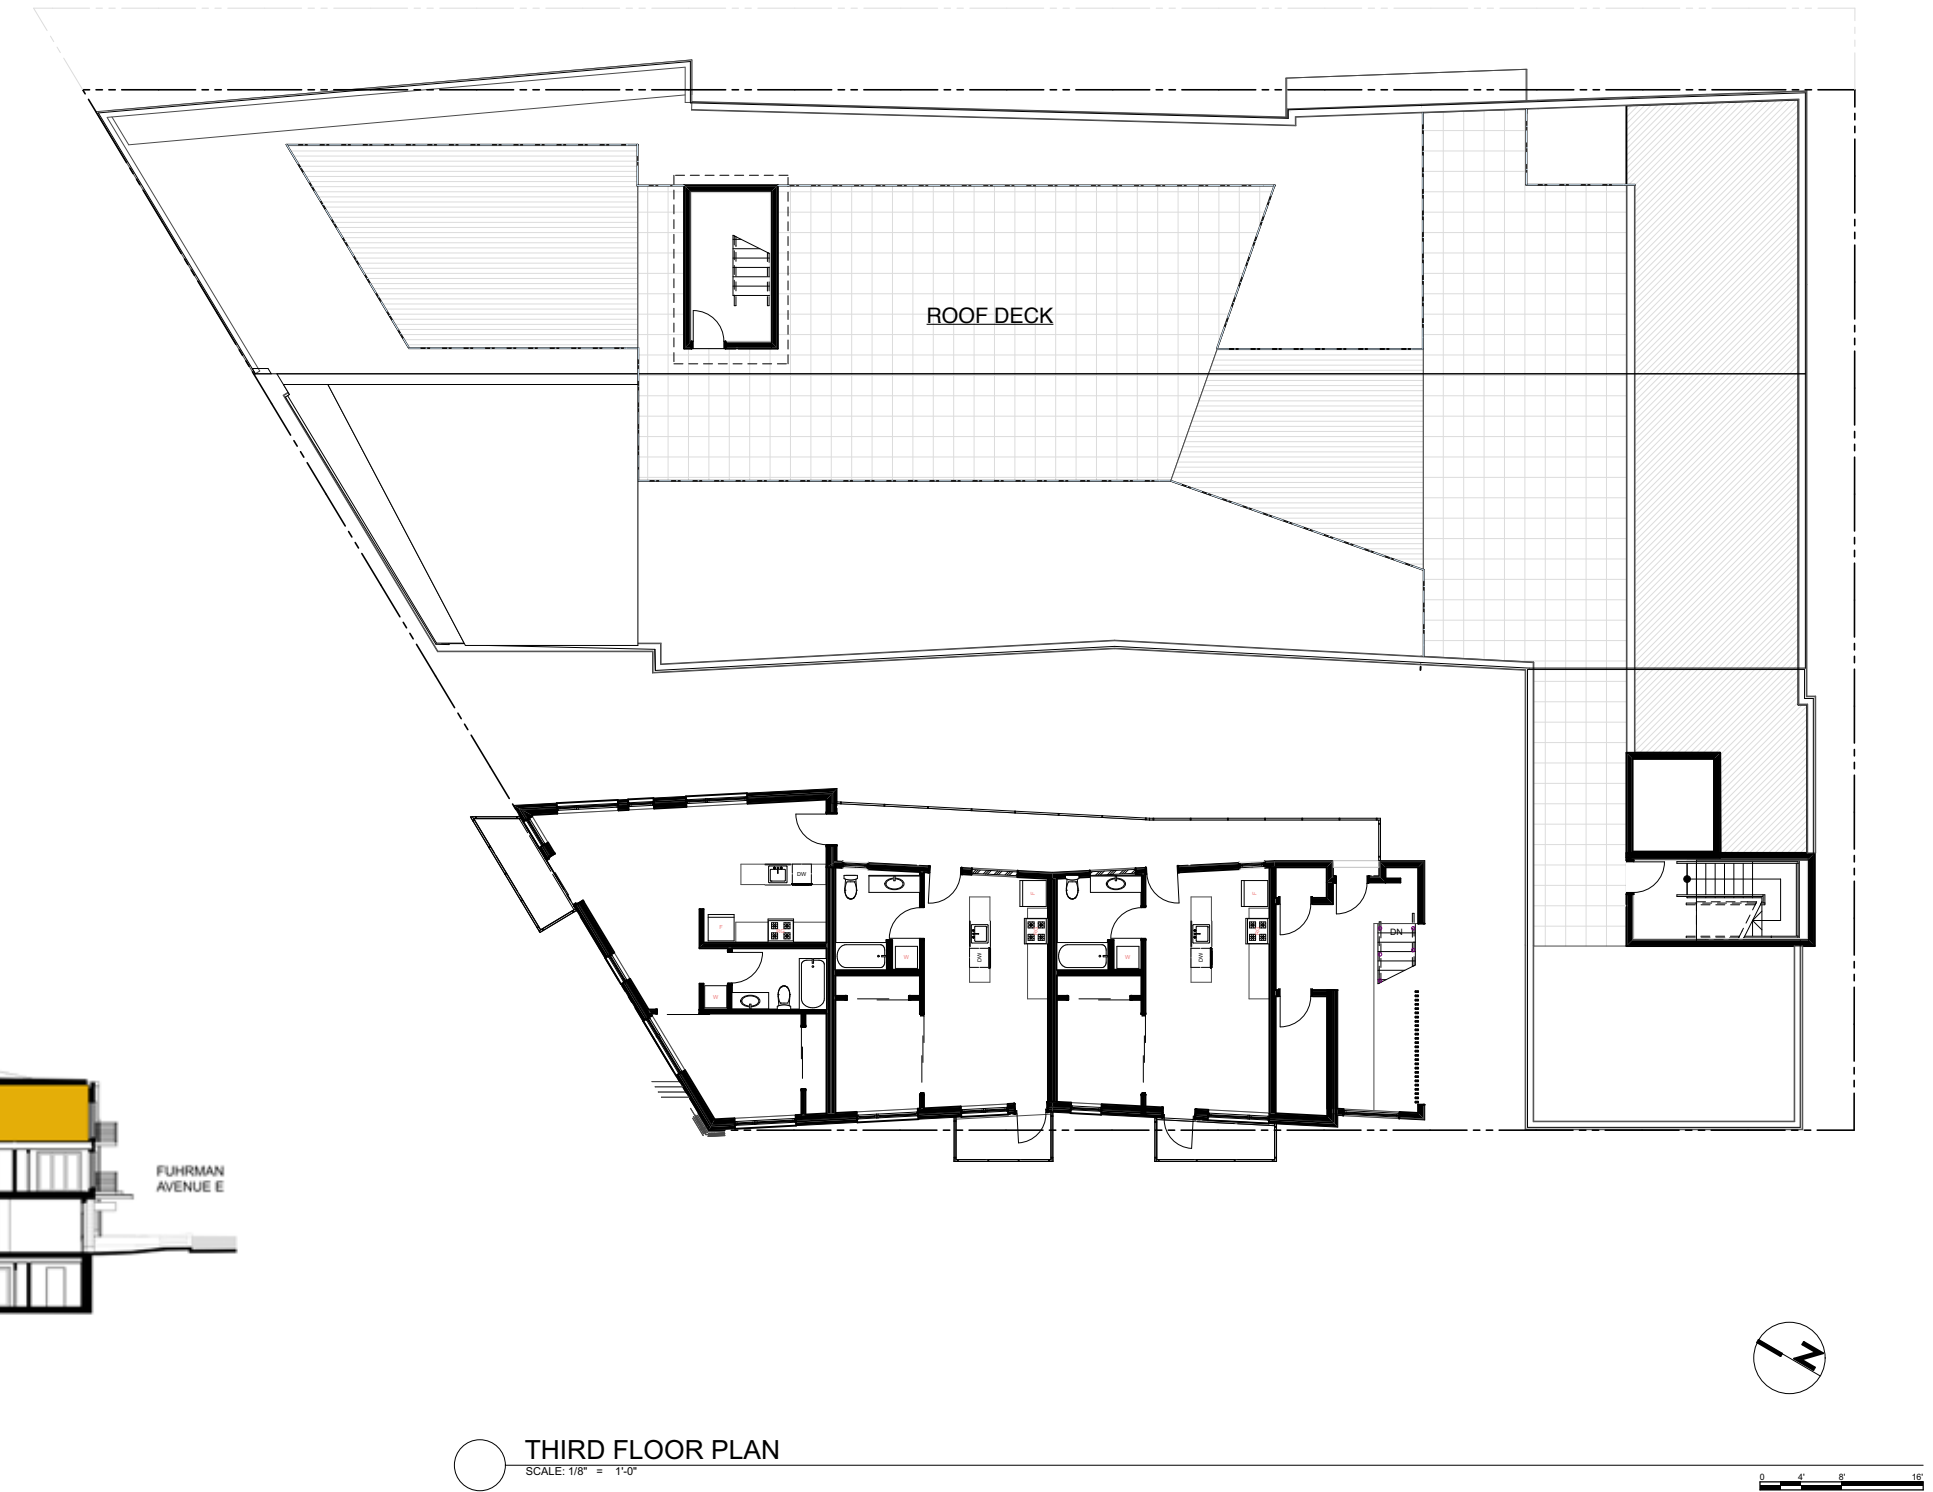 ROOF DECK
DW
F
W
F
DW
W
F
DW
W
DN
FUHRMAN
AVENUE E
N
THIRD FLOOR PLAN
SCALE: 1/8" = 1'-0"
0 4' 8' 16'